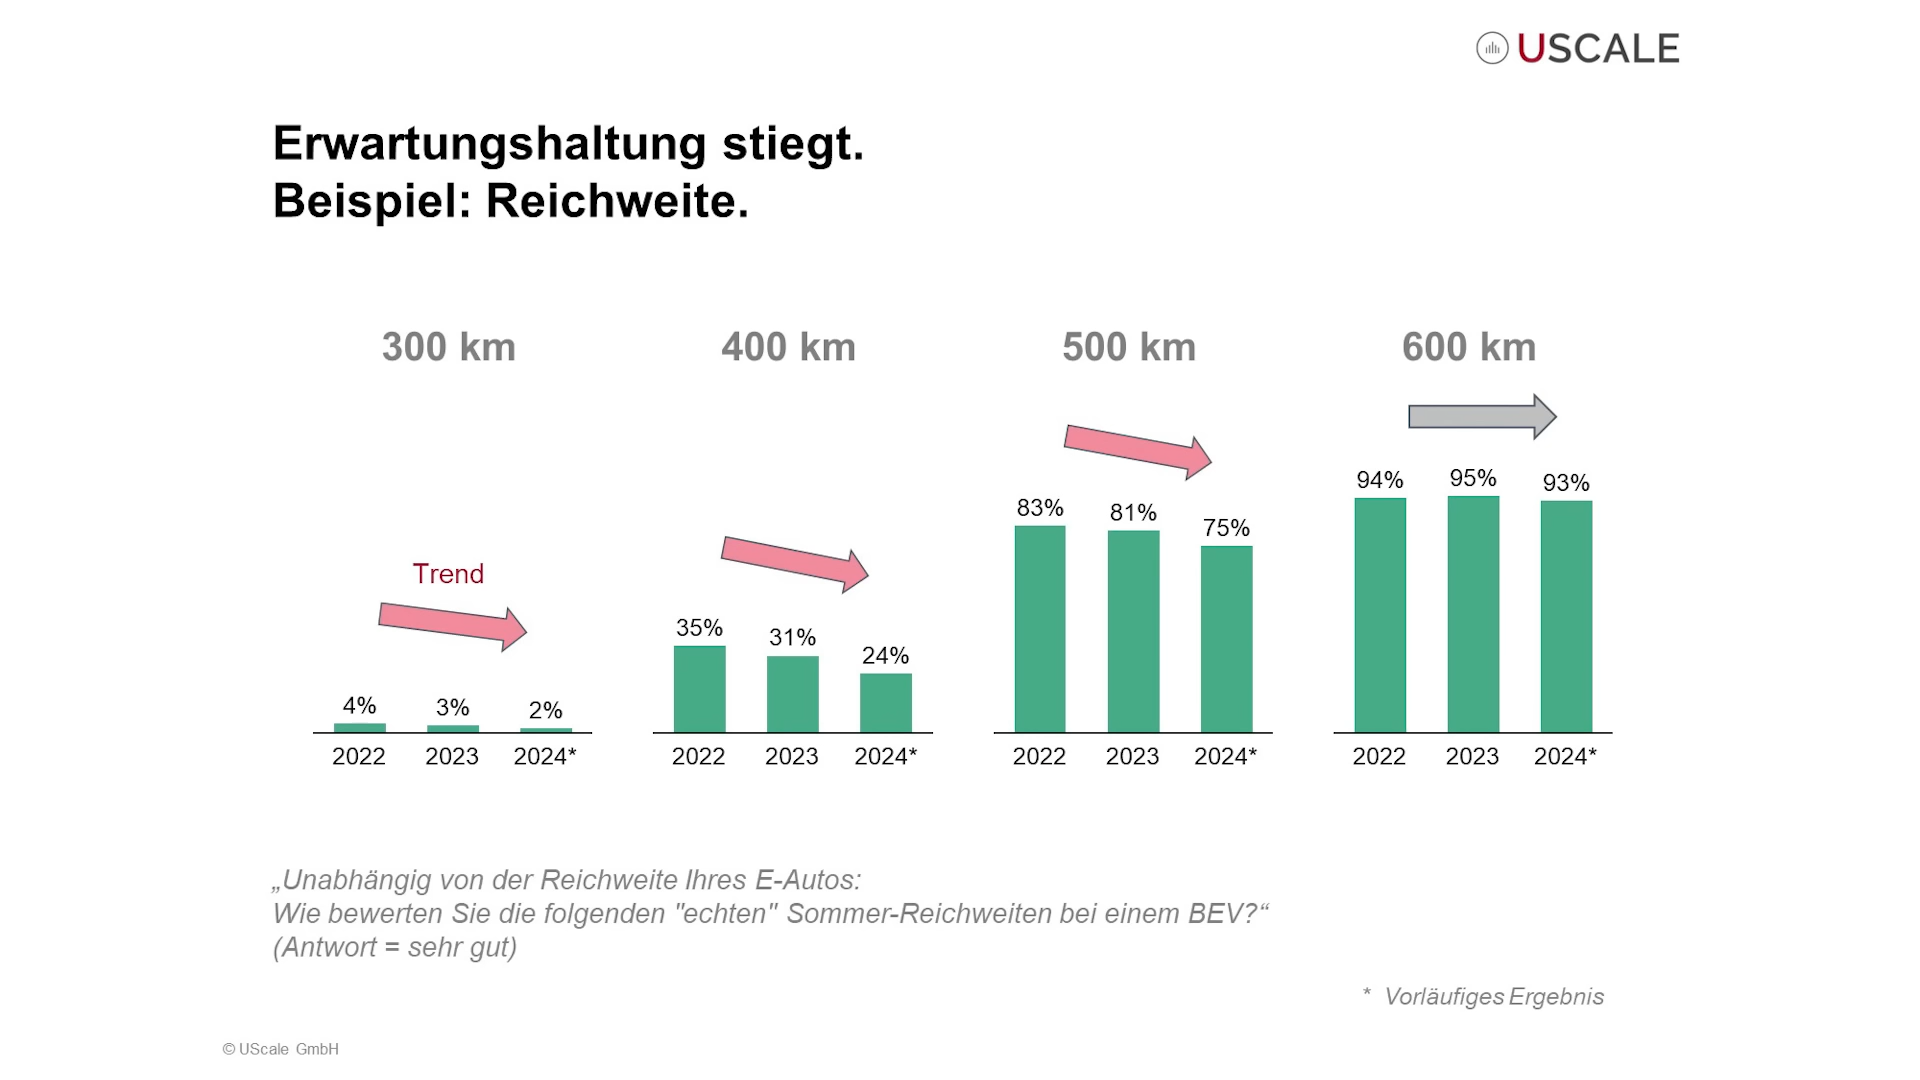 USCALE
Erwartungshaltung stiegt.
Beispiel: Reichweite.
300 km
400 km
500 km
600 km
Trend
4%
3%
2%
2022
2023
2024*
35%
31%
24%
2022
2023
2024*
83%
81%
75%
2022
2023
2024*
94%
95%
93%
2022
2023
2024*
„Unabhängig von der Reichweite Ihres E-Autos:
Wie bewerten Sie die folgenden "echten" Sommer-Reichweiten bei einem BEV?“
(Antwort = sehr gut)
* Vorläufiges Ergebnis
© UScale GmbH